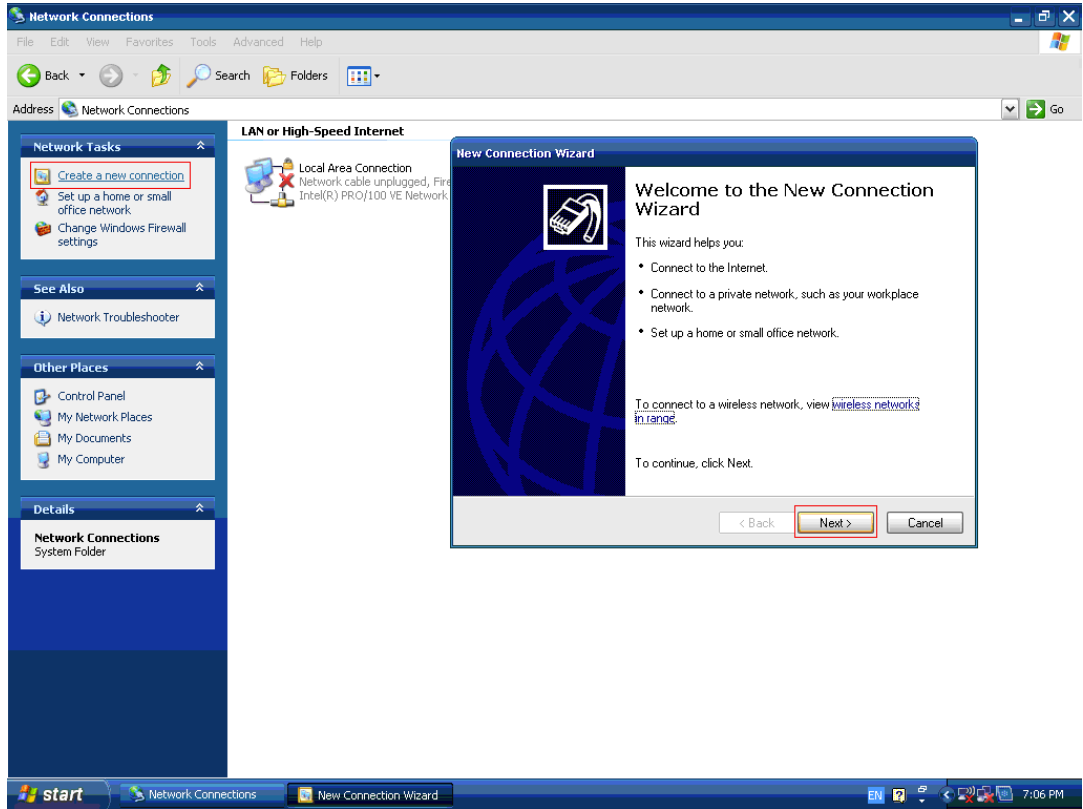 Network Connections
File Edit View Favorites Tools Advanced Help
Back Search Folders
Address Network Connections Go
Network Tasks
Create a new connection
Set up a home or small
office network
Change Windows Firewall
settings
See Also
Network Troubleshooter
Other Places
Control Panel
My Network Places
My Documents
My Computer
Details
Network Connections
System Folder
LAN or High-Speed Internet
Local Area Connection
Network cable unplugged, Fire
Intel(R) PRO/100 VE Network
New Connection Wizard
Welcome to the New Connection
Wizard
This wizard helps you:
• Connect to the Internet.
• Connect to a private network, such as your workplace
network.
• Set up a home or small office network.
To connect to a wireless network, view wireless networks
in range.
To continue, click Next.
< Back Next > Cancel
start Network Connections New Connection Wizard EN 7:06 PM